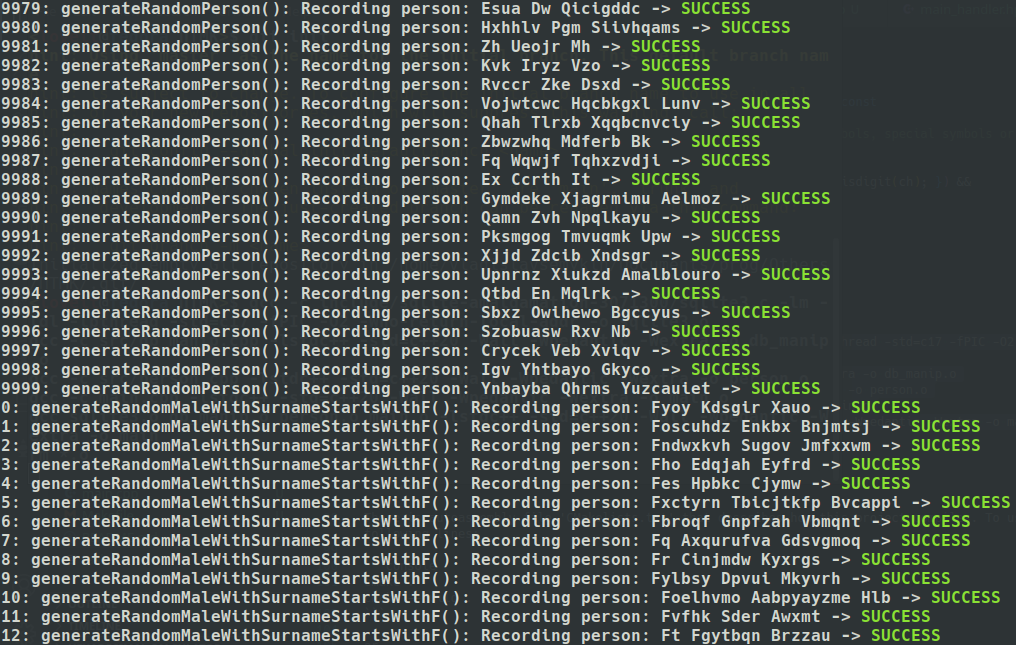 9979: generateRandomPerson(): Recording person: Esua Dw Qicigddc -> SUCCESS
9980: generateRandomPerson(): Recording person: Hxhhlv Pgm Siivhqams -> SUCCESS
9981: generateRandomPerson(): Recording person: Zh Ueojr Mh -> SUCCESS
9982: generateRandomPerson(): Recording person: Kvk Iryz Vzo -> SUCCESS
9983: generateRandomPerson(): Recording person: Rvccr Zke Dsxd -> SUCCESS
9984: generateRandomPerson(): Recording person: Vojwtcwc Hqcbkgxl Lunv -> SUCCESS
9985: generateRandomPerson(): Recording person: Qhah Tlrxb Xqqbcnvciy -> SUCCESS
9986: generateRandomPerson(): Recording person: Zbwzwhq Mdferb Bk -> SUCCESS
9987: generateRandomPerson(): Recording person: Fq Wqwjf Tqhxzvdji -> SUCCESS
9988: generateRandomPerson(): Recording person: Ex Ccrth It -> SUCCESS
9989: generateRandomPerson(): Recording person: Gymdeke Xjagrmimu Aelmoz -> SUCCESS
9990: generateRandomPerson(): Recording person: Qamn Zvh Npqlkayu -> SUCCESS
9991: generateRandomPerson(): Recording person: Pksmgog Tmvuqmk Upw -> SUCCESS
9992: generateRandomPerson(): Recording person: Xjjd Zdcib Xndsgr -> SUCCESS
9993: generateRandomPerson(): Recording person: Upnrnz Xiukzd Amalblouro -> SUCCESS
9994: generateRandomPerson(): Recording person: Qtbd En Mqlrk -> SUCCESS
9995: generateRandomPerson(): Recording person: Sbxz Owlhewo Bgccyus -> SUCCESS
9996: generateRandomPerson(): Recording person: Szobuasw Rxv Nb -> SUCCESS
9997: generateRandomPerson(): Recording person: Crycek Veb Xviqv -> SUCCESS
9998: generateRandomPerson(): Recording person: Igv Yhtbayo Gkyco -> SUCCESS
9999: generateRandomPerson(): Recording person: Ynbayba Qhrms Yuzcauiet -> SUCCESS
0: generateRandomMaleWithSurnameStartsWithF(): Recording person: Fyoy Kdsgir Xauo -> SUCCESS
1: generateRandomMaleWithSurnameStartsWithF(): Recording person: Foscuhdz Enkbx Bnjmtsj -> SUCCESS
2: generateRandomMaleWithSurnameStartsWithF(): Recording person: Fndwxkvh Sugov Jmfxxwm -> SUCCESS
3: generateRandomMaleWithSurnameStartsWithF(): Recording person: Fho Edqjah Eyfrd -> SUCCESS
4: generateRandomMaleWithSurnameStartsWithF(): Recording person: Fes Hpbkc Cjymw -> SUCCESS
5: generateRandomMaleWithSurnameStartsWithF(): Recording person: Fxctyrn Tbicjtkfp Bvcappi -> SUCCESS
6: generateRandomMaleWithSurnameStartsWithF(): Recording person: Fbroqf Gnpfzah Vbmqnt -> SUCCESS
7: generateRandomMaleWithSurnameStartsWithF(): Recording person: Fq Axqurufva Gdsvgmoq -> SUCCESS
8: generateRandomMaleWithSurnameStartsWithF(): Recording person: Fr Cinjmdw Kyxrgs -> SUCCESS
9: generateRandomMaleWithSurnameStartsWithF(): Recording person: Fylbsy Dpvui Mkyvrh -> SUCCESS
10: generateRandomMaleWithSurnameStartsWithF(): Recording person: Foelhvmo Aabpyayzme Hlb -> SUCCESS
11: generateRandomMaleWithSurnameStartsWithF(): Recording person: Fvfhk Sder Awxmt -> SUCCESS
12: generateRandomMaleWithSurnameStartsWithF(): Recording person: Ft Fgytbqn Brzzau -> SUCCESS